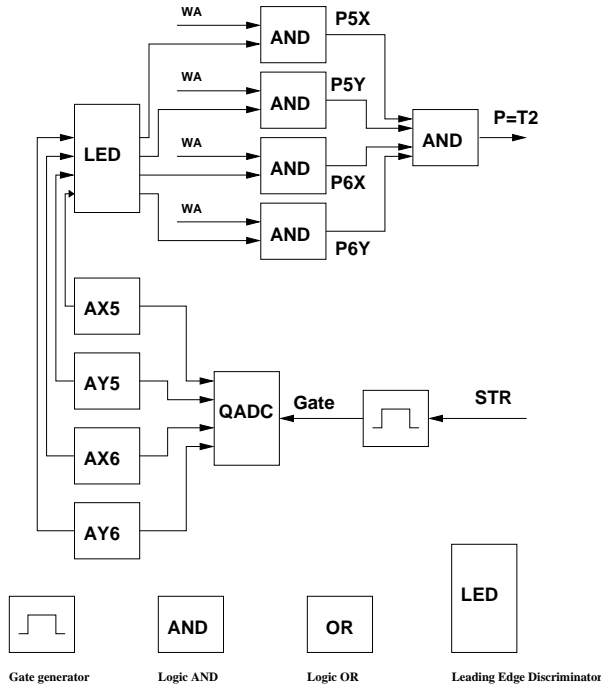 WA
AND
P5X
WA
AND
P5Y
LED
AND
P=T2
WA
AND
P6X
WA
AND
P6Y
AX5
AY5
QADC
Gate
STR
AX6
AY6
LED
AND
OR
Gate generator
Logic AND
Logic OR
Leading Edge Discriminator